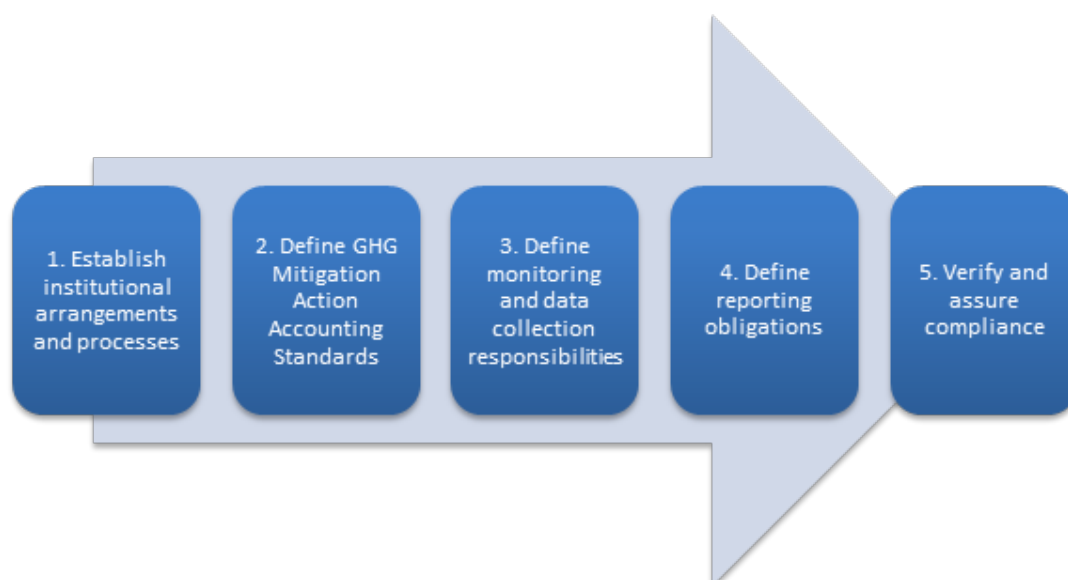 1. Establish
institutional
arrangements
and processes
2. Define GHG
Mitigation
Action
Accounting
Standards
3. Define
monitoring
and data
collection
responsibilities
4. Define
reporting
obligations
5. Verify and
assure
compliance